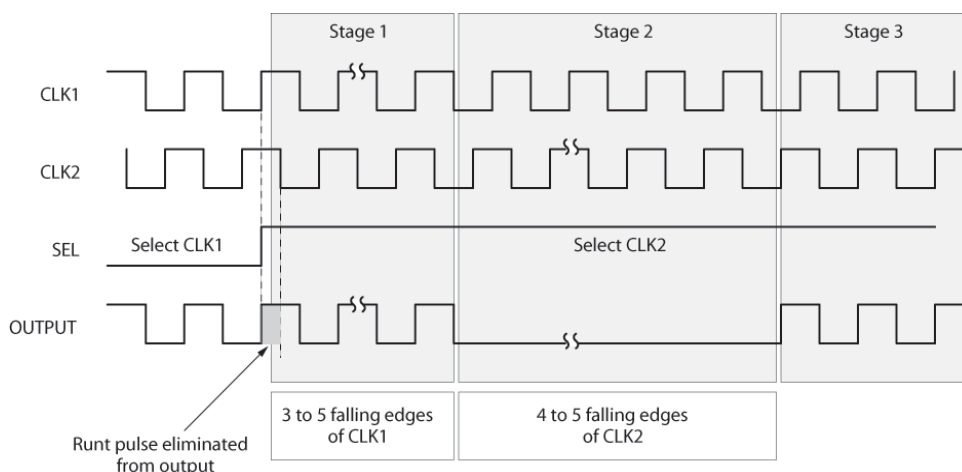 Stage 1
Stage 2
Stage 3
CLK1
CLK2
SEL
Select CLK1
Select CLK2
OUTPUT
3 to 5 falling edges
of CLK1
4 to 5 falling edges
of CLK2
Runt pulse eliminated
from output